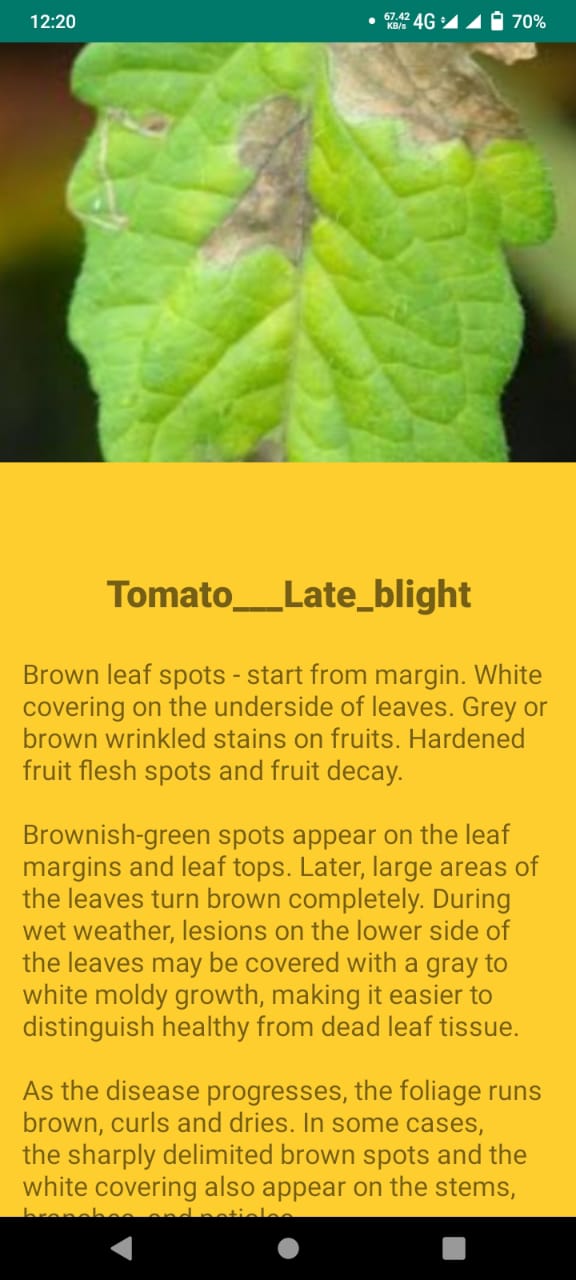 12:20
67.42 KB/s 4G 70%
Tomato___Late_blight
Brown leaf spots - start from margin. White
covering on the underside of leaves. Grey or
brown wrinkled stains on fruits. Hardened
fruit flesh spots and fruit decay.
Brownish-green spots appear on the leaf
margins and leaf tops. Later, large areas of
the leaves turn brown completely. During
wet weather, lesions on the lower side of
the leaves may be covered with a gray to
white moldy growth, making it easier to
distinguish healthy from dead leaf tissue.
As the disease progresses, the foliage runs
brown, curls and dries. In some cases,
the sharply delimited brown spots and the
white covering also appear on the stems,